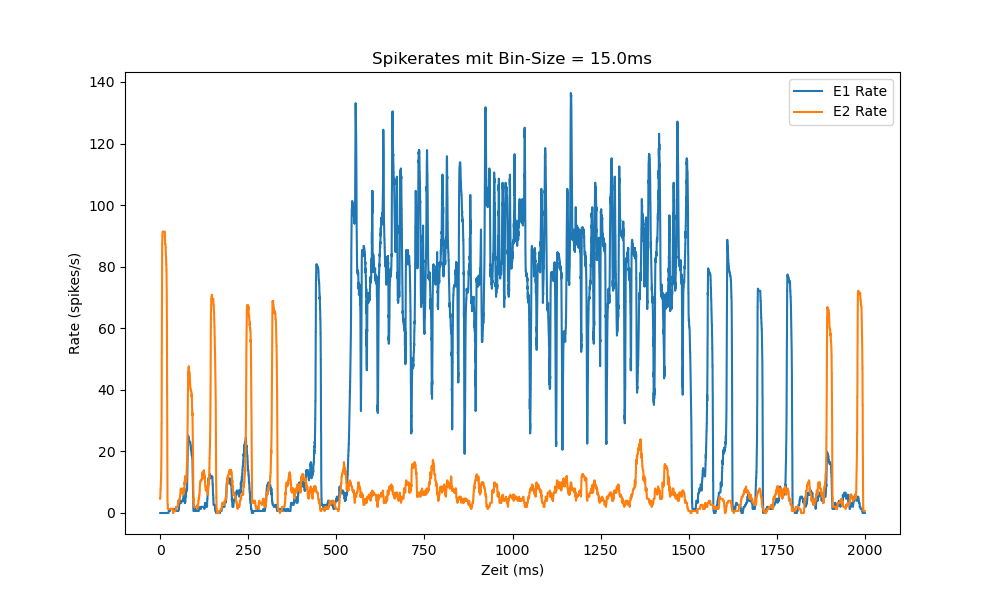 Spikerates mit Bin-Size = 15.0ms
E1 Rate
E2 Rate
140
120
100
80
60
40
20
0
Rate (spikes/s)
0 250 500 750 1000 1250 1500 1750 2000
Zeit (ms)